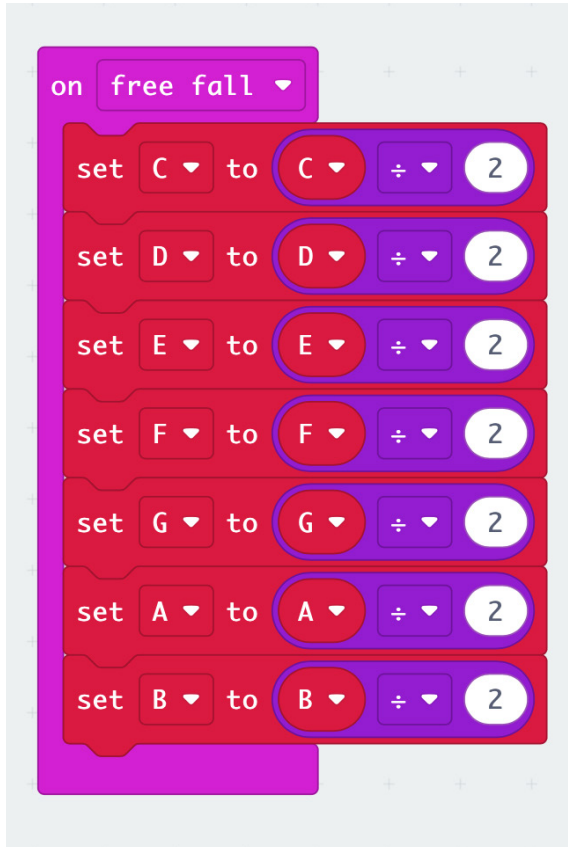 on free fall
set C to C ÷ 2
set D to D ÷ 2
set E to E ÷ 2
set F to F ÷ 2
set G to G ÷ 2
set A to A ÷ 2
set B to B ÷ 2